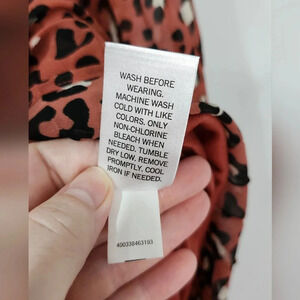 WASH BEFORE
WEARING.
MACHINE WASH
COLD WITH LIKE
COLORS. ONLY
NON-CHLORINE
BLEACH WHEN
NEEDED. TUMBLE
DRY LOW. REMOVE
PROMPTLY. COOL
IRON IF NEEDED.
400338463193